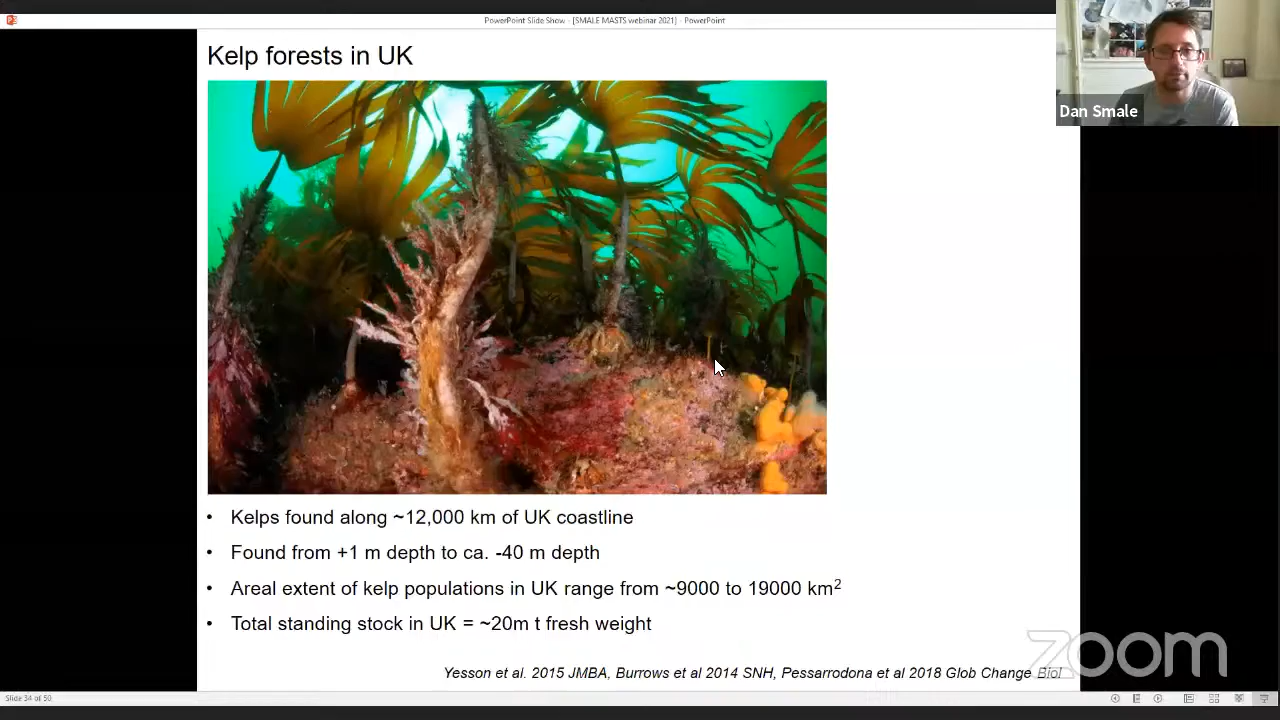 PowerPoint Slide Show - [SMALE MASTS webinar 2021] - PowerPoint
Kelp forests in UK
Dan Smale
• Kelps found along ~12,000 km of UK coastline
• Found from +1 m depth to ca. -40 m depth
• Areal extent of kelp populations in UK range from ~9000 to 19000 km²
• Total standing stock in UK = ~20m t fresh weight
zoom
Yesson et al. 2015 JMBA, Burrows et al 2014 SNH, Pessarrodona et al 2018 Glob Change Biol
Slide 34 of 50